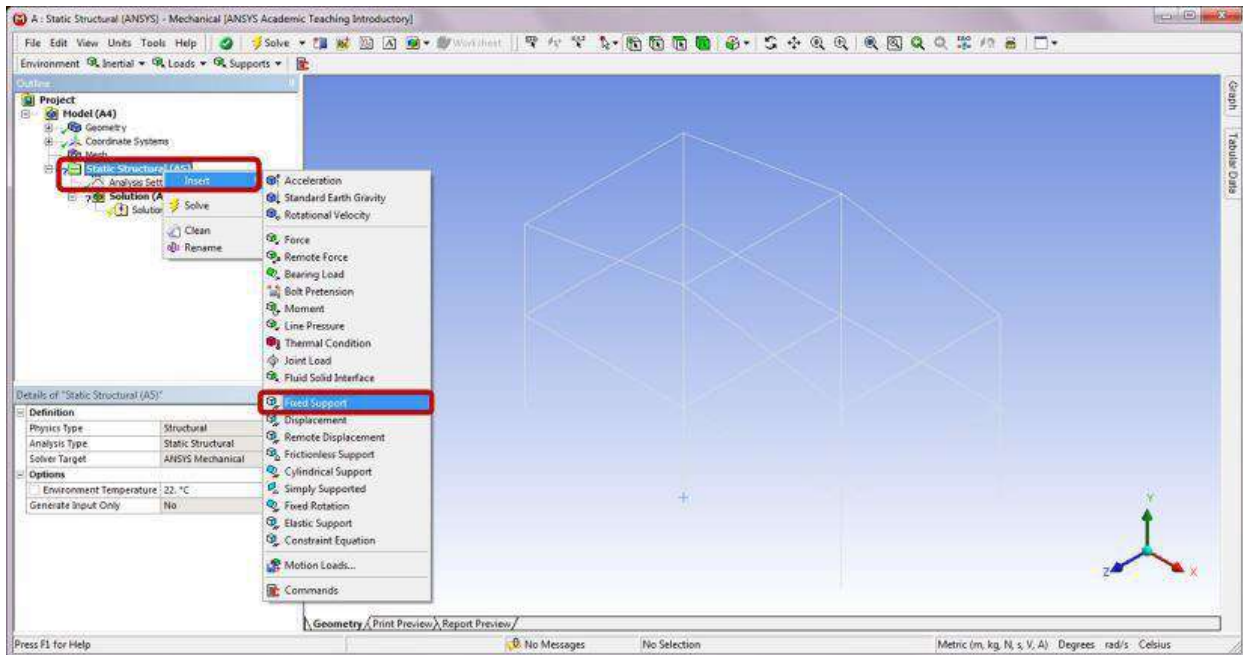 A : Static Structural (ANSYS) - Mechanical [ANSYS Academic Teaching Introductory]
File Edit View Units Tools Help Solve Worksheet
Environment Inertial Loads Supports
Outline
Project
Model (A4)
Geometry
Coordinate Systems
Mesh
Static Structural (A5)
Analysis Sett
Solution (A
Solution
Insert
Solve
Clean
Rename
Acceleration
Standard Earth Gravity
Rotational Velocity
Force
Remote Force
Bearing Load
Bolt Pretension
Moment
Line Pressure
Thermal Condition
Joint Load
Fluid Solid Interface
Fixed Support
Displacement
Remote Displacement
Frictionless Support
Cylindrical Support
Simply Supported
Fixed Rotation
Elastic Support
Constraint Equation
Motion Loads...
Commands
Details of "Static Structural (A5)"
Definition
Physics Type Structural
Analysis Type Static Structural
Solver Target ANSYS Mechanical
Options
Environment Temperature 22. °C
Generate Input Only No
Graph
Tabular Data
Y
Z X
Geometry Print Preview Report Preview
Press F1 for Help No Messages No Selection Metric (m, kg, N, s, V, A) Degrees rad/s Celsius